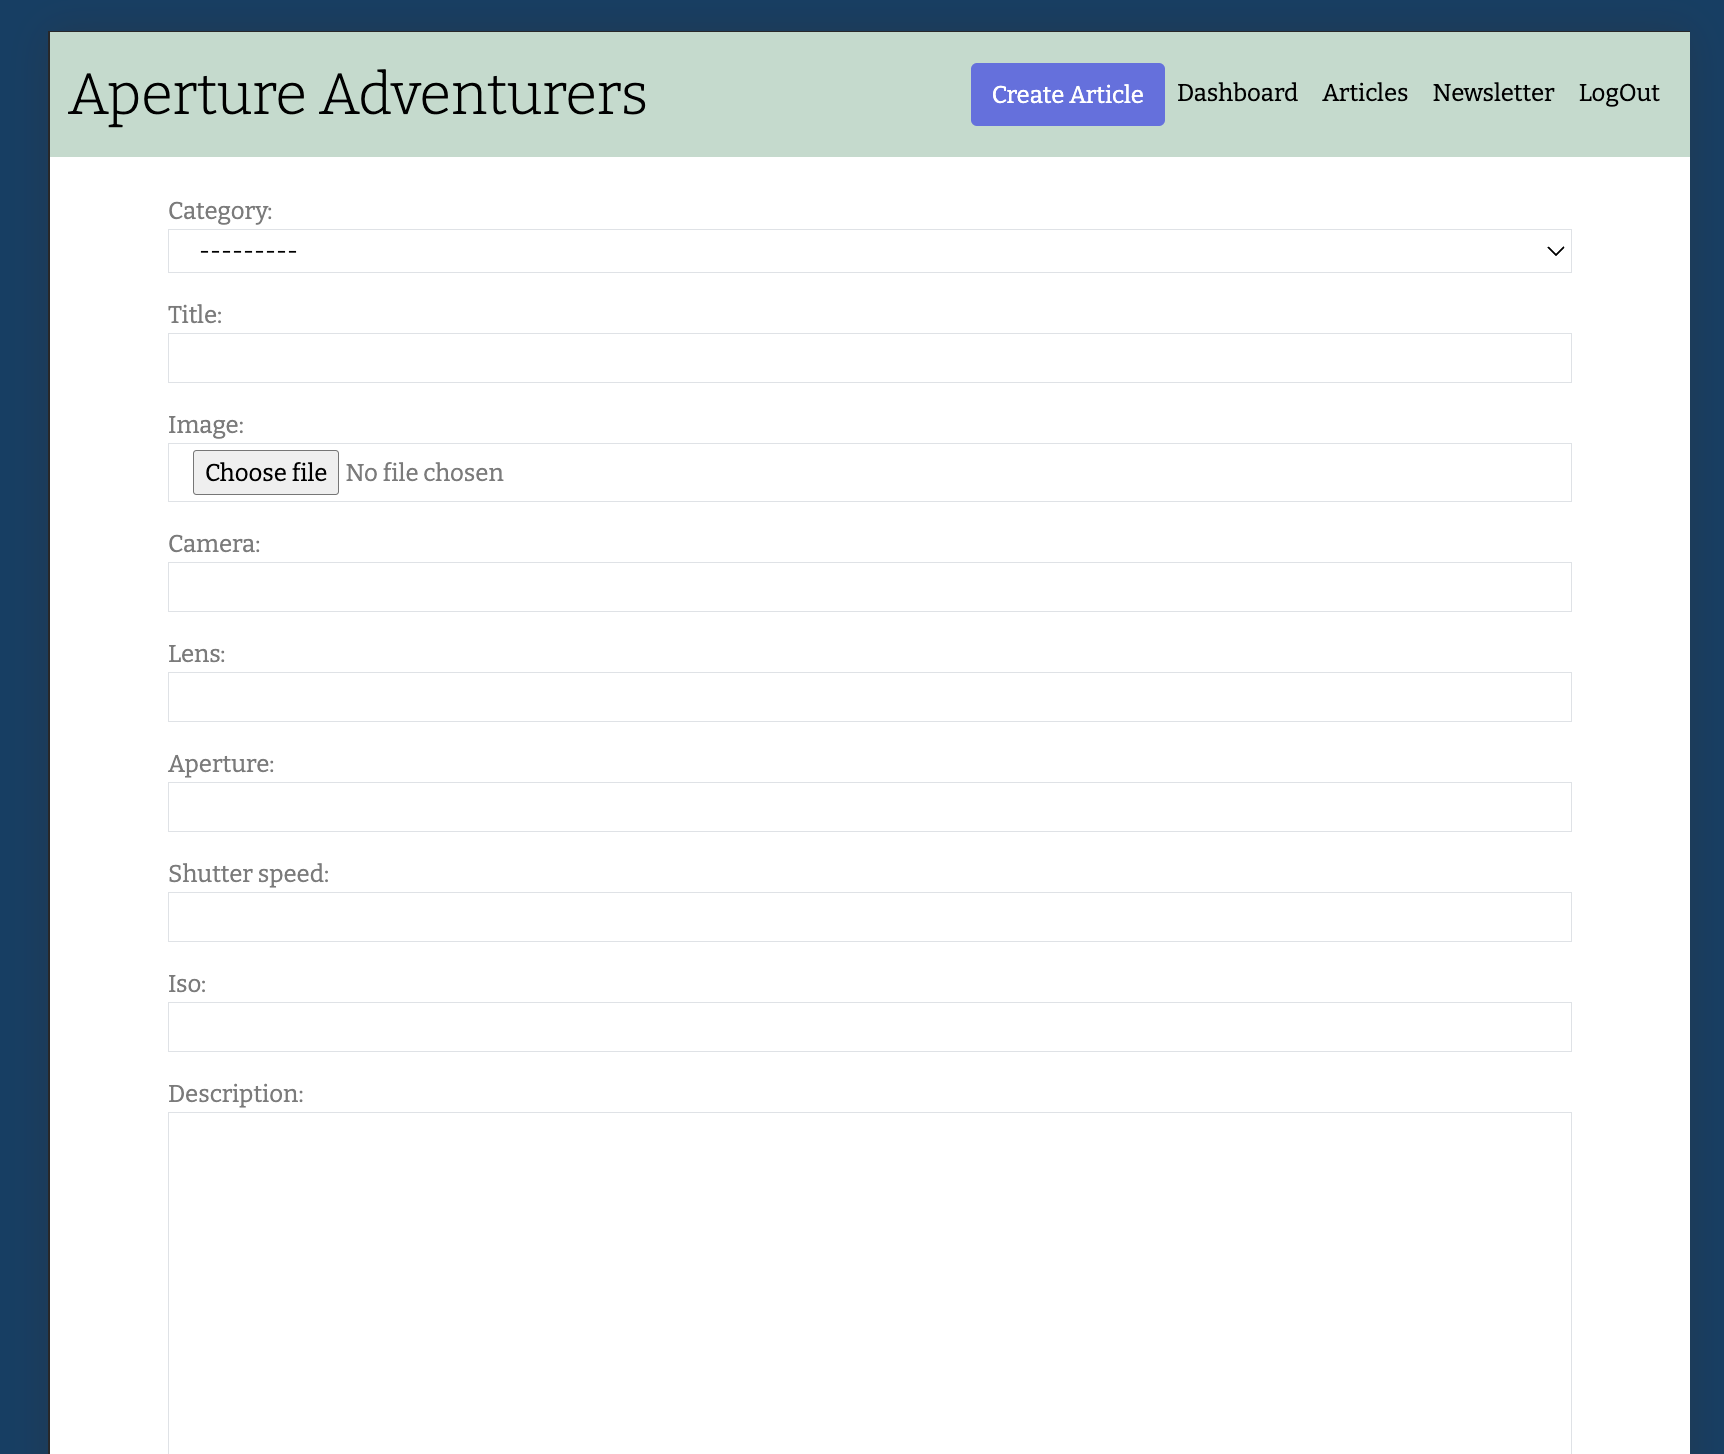 Aperture Adventurers
Create Article Dashboard Articles Newsletter LogOut
Category:
---------
Title:
Image:
Choose file No file chosen
Camera:
Lens:
Aperture:
Shutter speed:
Iso:
Description: